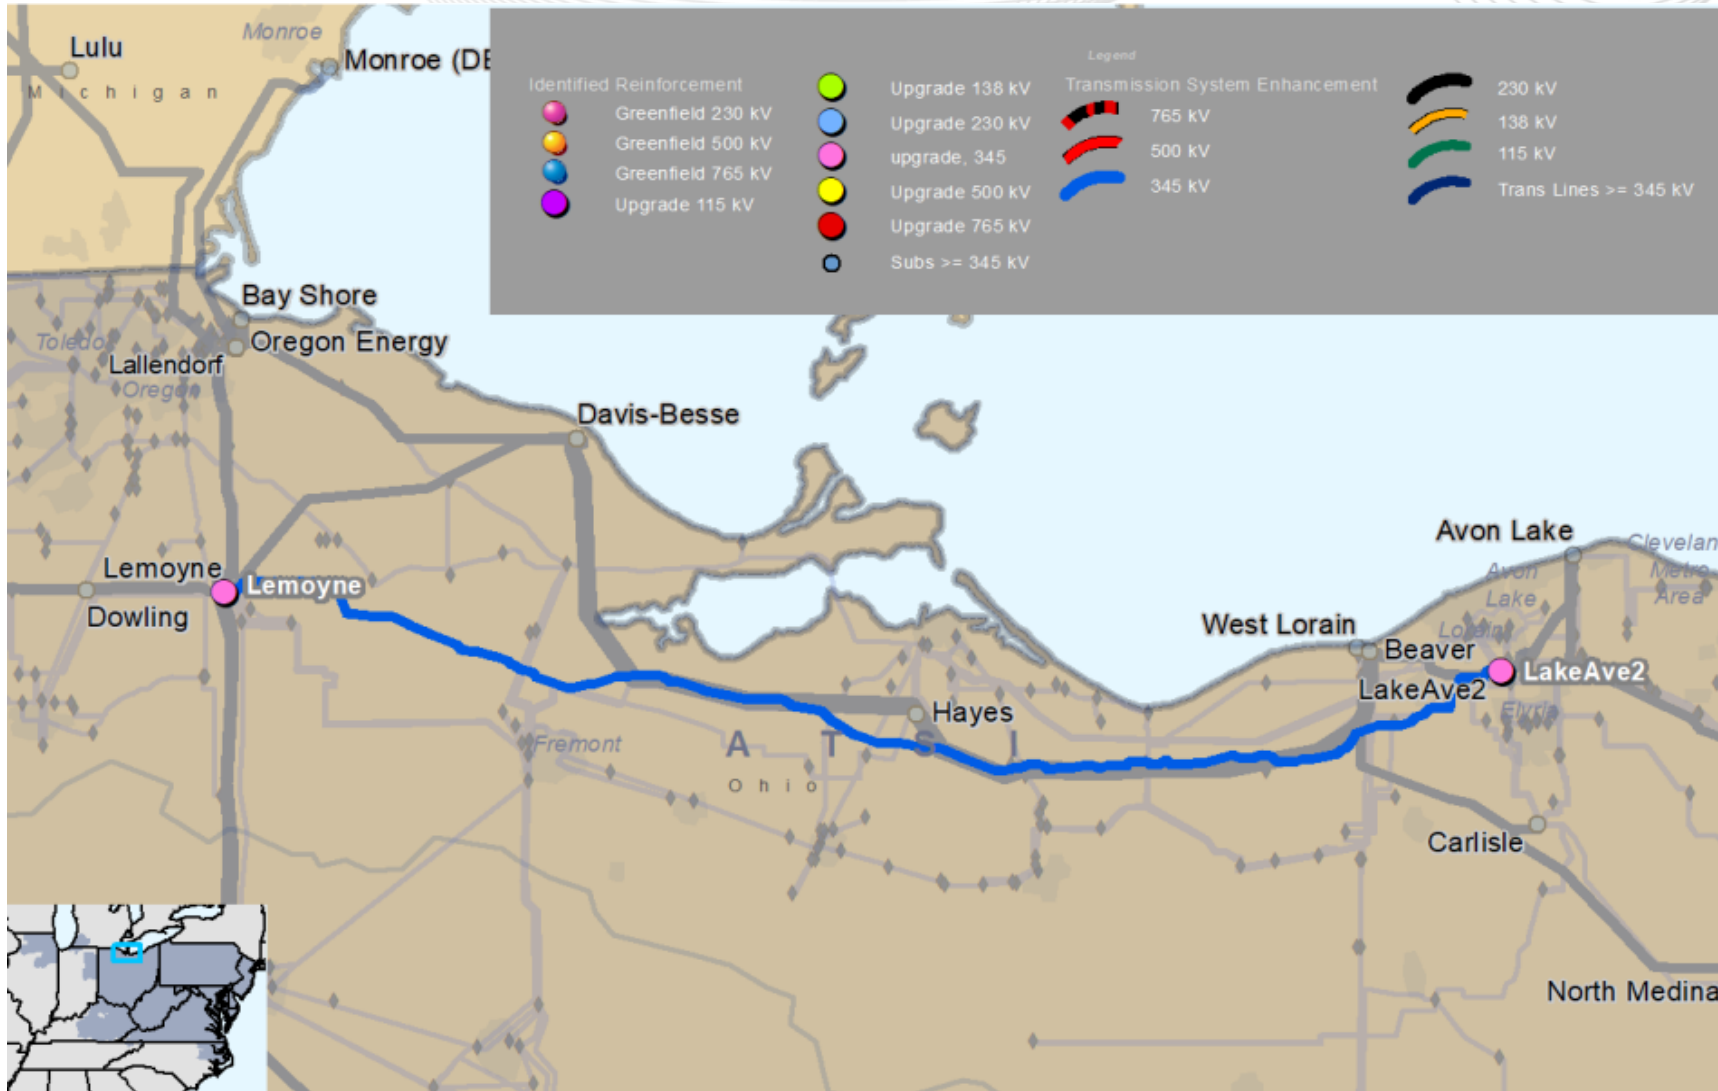 Monroe
Lulu
Monroe (DE
Michigan
Legend
Identified Reinforcement
Greenfield 230 kV
Greenfield 500 kV
Greenfield 765 kV
Upgrade 115 kV
Upgrade 138 kV
Upgrade 230 kV
upgrade, 345
Upgrade 500 kV
Upgrade 765 kV
Subs >= 345 kV
Transmission System Enhancement
765 kV
500 kV
345 kV
230 kV
138 kV
115 kV
Trans Lines >= 345 kV
Bay Shore
Toledo
Oregon Energy
Lallendorf
Oregon
Davis-Besse
Avon Lake
Clevelan
Metro
Area
Avon
Lake
Lemoyne
Lemoyne
Dowling
West Lorain
Lorain
Beaver
LakeAve2
LakeAve2
Elyria
Hayes
Fremont
ATSI
Ohio
Carlisle
North Medina